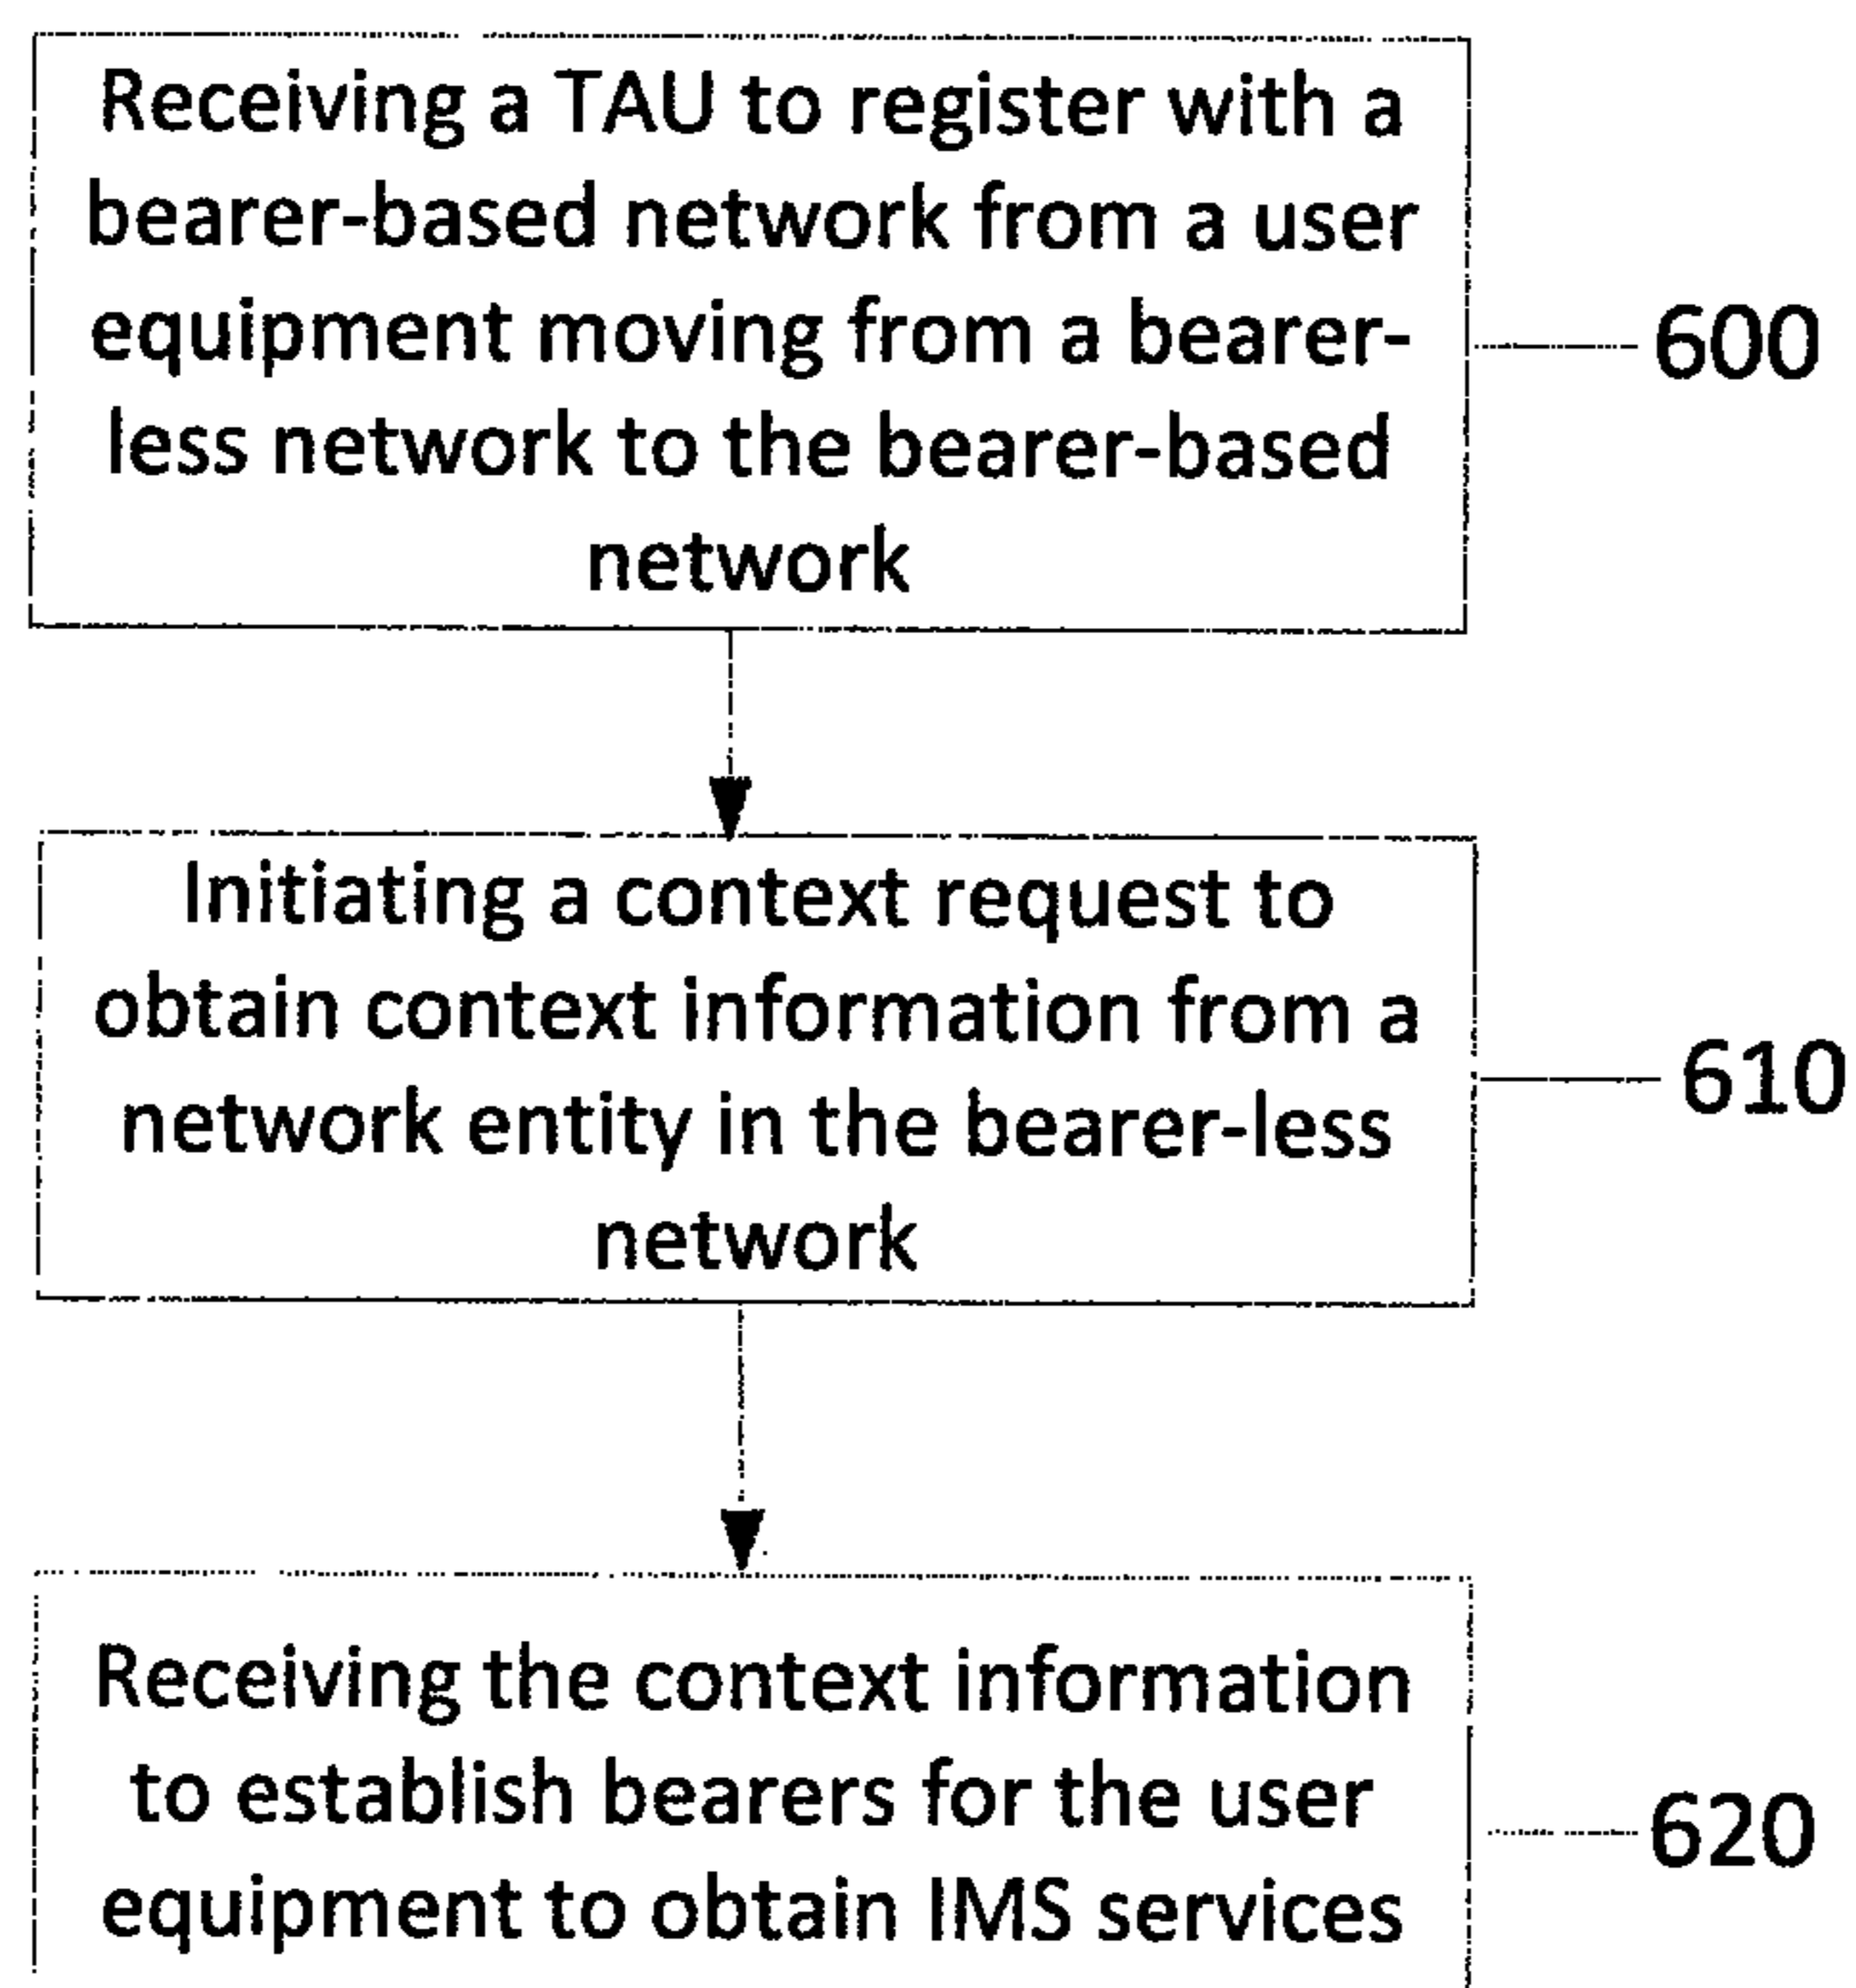 Receiving a TAU to register with a
bearer-based network from a user
equipment moving from a bearer-
less network to the bearer-based
network
600
Initiating a context request to
obtain context information from a
network entity in the bearer-less
network
610
Receiving the context information
to establish bearers for the user
equipment to obtain IMS services
620